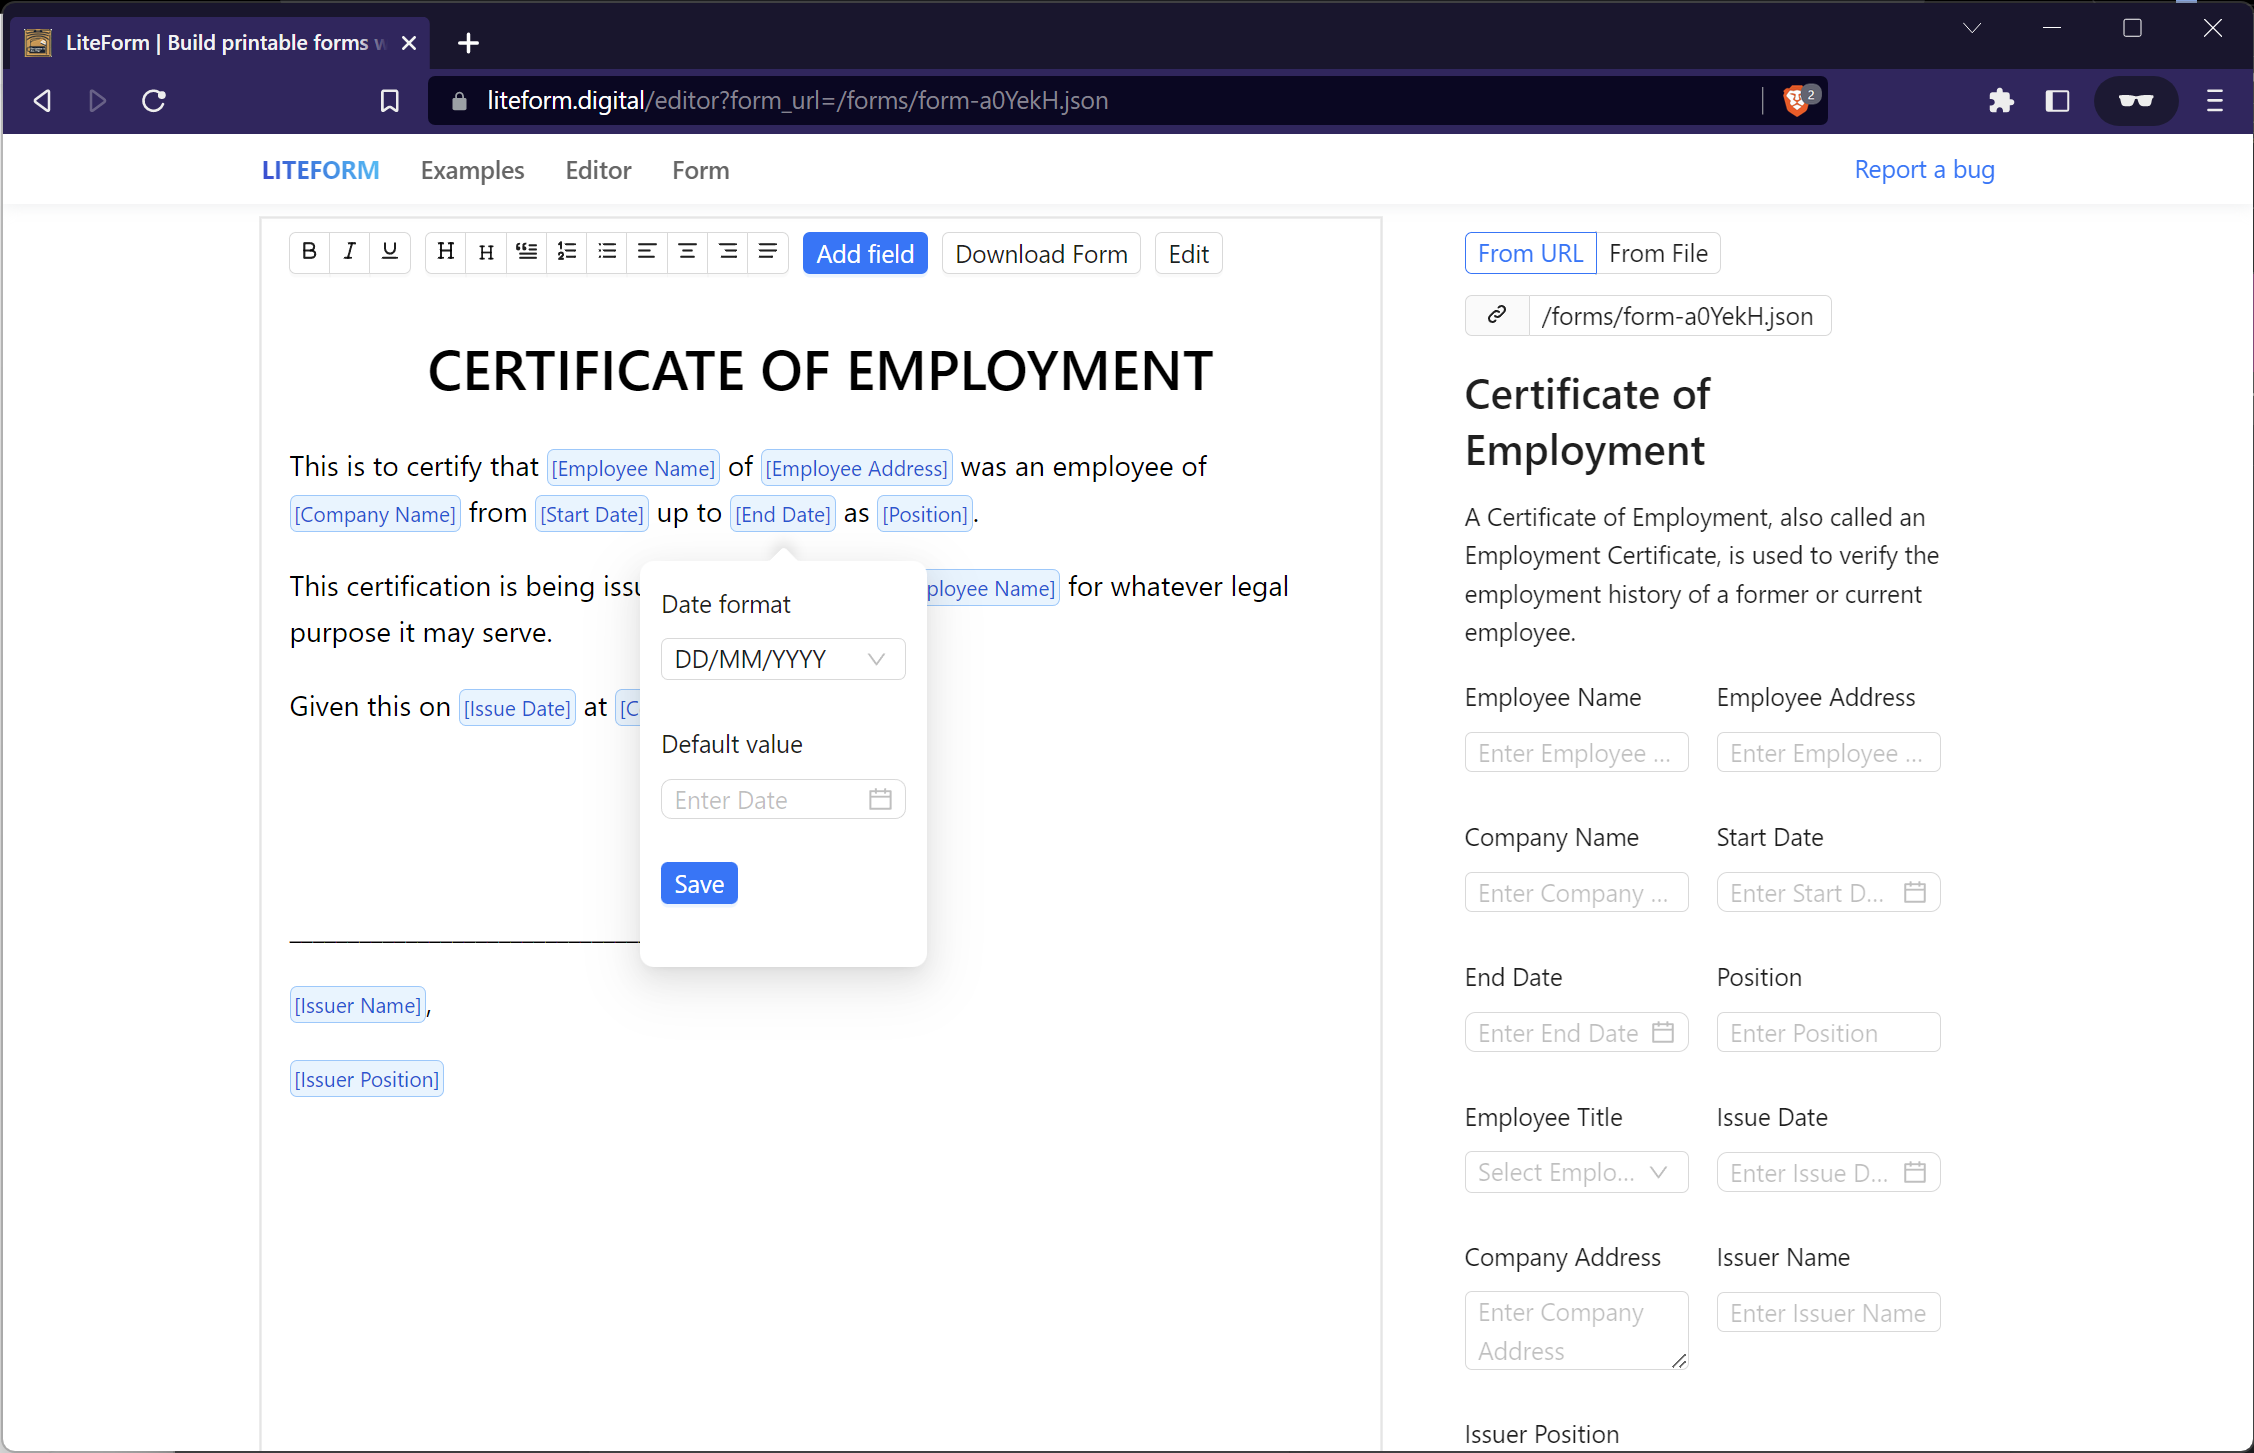 LiteForm | Build printable forms w
liteform.digital/editor?form_url=/forms/form-a0YekH.json
2
LITEFORM
Examples
Editor
Form
Report a bug
B I U H H Add field Download Form Edit
CERTIFICATE OF EMPLOYMENT
This is to certify that [Employee Name] of [Employee Address] was an employee of
[Company Name] from [Start Date] up to [End Date] as [Position].
This certification is being issu ployee Name] for whatever legal
purpose it may serve.
Given this on [Issue Date] at [C
Date format
DD/MM/YYYY
Default value
Enter Date
Save
[Issuer Name],
[Issuer Position]
From URL From File
/forms/form-a0YekH.json
Certificate of
Employment
A Certificate of Employment, also called an
Employment Certificate, is used to verify the
employment history of a former or current
employee.
Employee Name Employee Address
Enter Employee ... Enter Employee ...
Company Name Start Date
Enter Company ... Enter Start D...
End Date Position
Enter End Date Enter Position
Employee Title Issue Date
Select Emplo... Enter Issue D...
Company Address Issuer Name
Enter Company
Address
Enter Issuer Name
Issuer Position